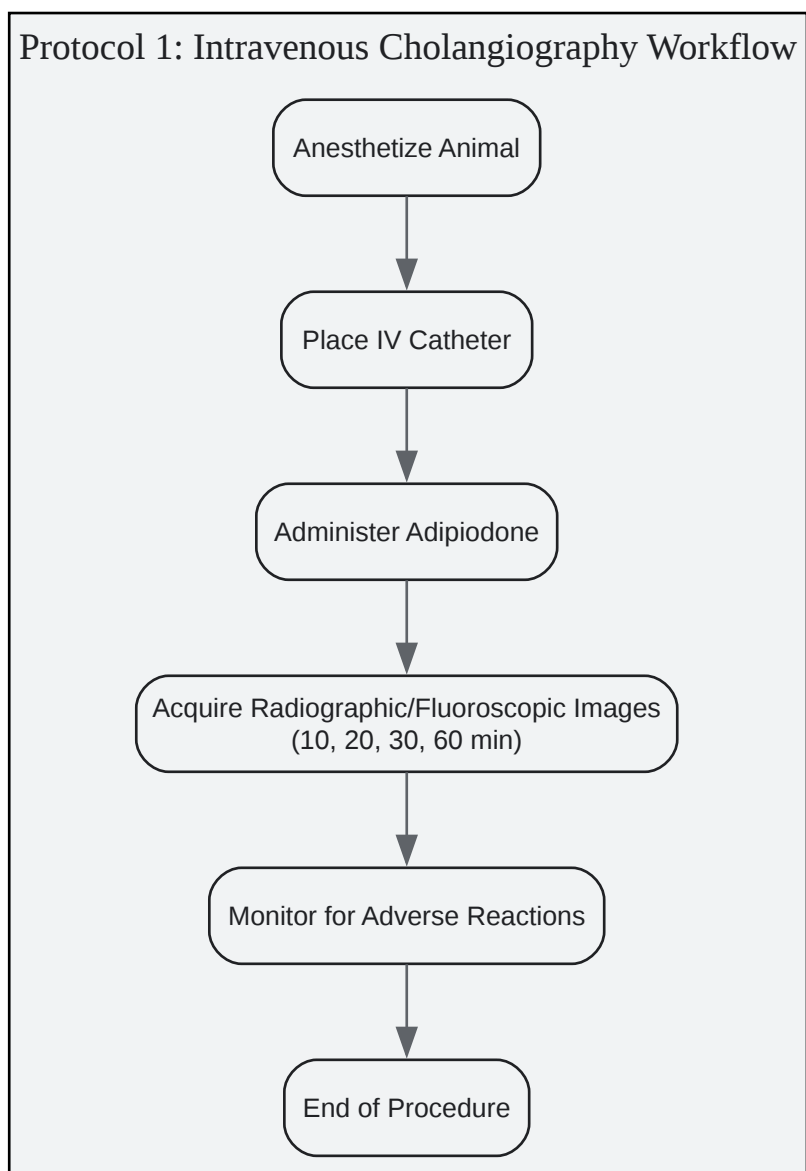 Protocol 1: Intravenous Cholangiography Workflow
Anesthetize Animal
Place IV Catheter
Administer Adipiodone
Acquire Radiographic/Fluoroscopic Images
(10, 20, 30, 60 min)
Monitor for Adverse Reactions
End of Procedure